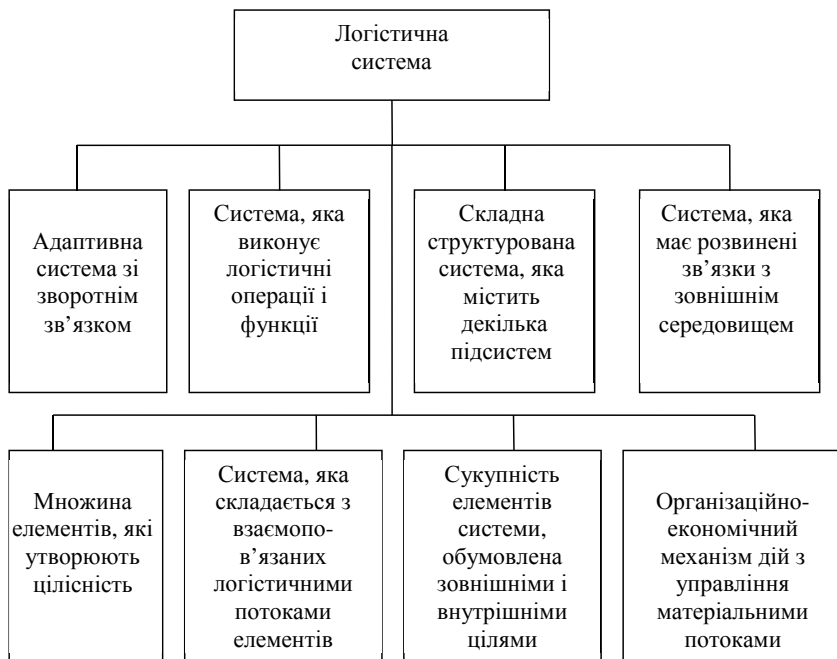 Логістична
система
Адаптивна
система зі
зворотнім
зв’язком
Система, яка
виконує
логістичні
операції і
функції
Складна
структурована
система, яка
містить
декілька
підсистем
Система, яка
має розвинені
зв’язки з
зовнішнім
середовищем
Множина
елементів, які
утворюють
цілісність
Система, яка
складається з
взаємопо-
в’язаних
логістичними
потоками
елементів
Сукупність
елементів
системи,
обумовлена
зовнішніми і
внутрішніми
цілями
Організаційно-
економічний
механізм дій з
управління
матеріальними
потоками